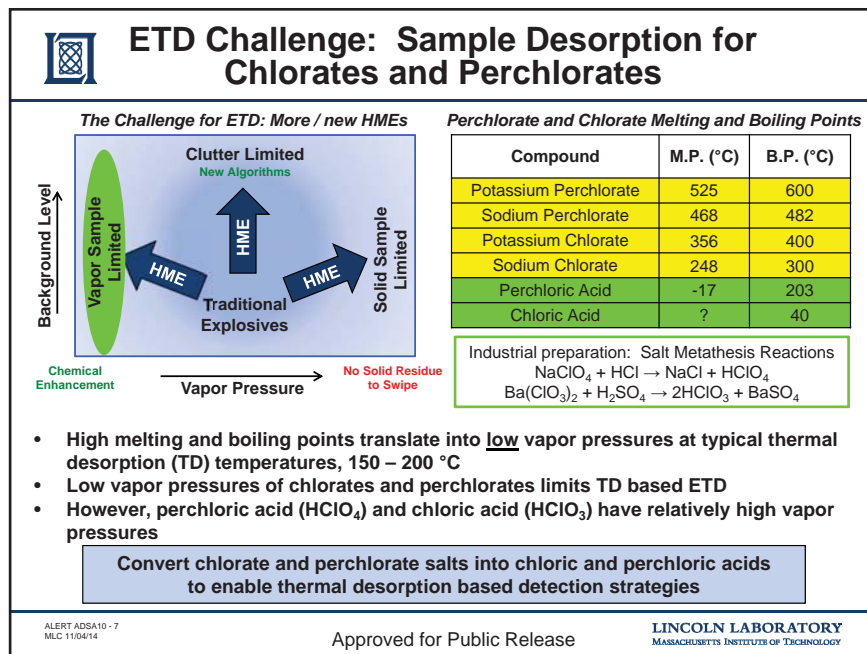 ETD Challenge: Sample Desorption for
Chlorates and Perchlorates
The Challenge for ETD: More / new HMEs
Clutter Limited
New Algorithms
Background Level
Vapor Sample
Limited
HME
HME
HME
Solid Sample
Limited
Traditional
Explosives
Chemical
Enhancement
Vapor Pressure
No Solid Residue
to Swipe
Perchlorate and Chlorate Melting and Boiling Points
Compound M.P. (°C) B.P. (°C)
Potassium Perchlorate 525 600
Sodium Perchlorate 468 482
Potassium Chlorate 356 400
Sodium Chlorate 248 300
Perchloric Acid -17 203
Chloric Acid ? 40
Industrial preparation: Salt Metathesis Reactions
NaClO₄ + HCl → NaCl + HClO₄
Ba(ClO₃)₂ + H₂SO₄ → 2HClO₃ + BaSO₄
• High melting and boiling points translate into low vapor pressures at typical thermal
desorption (TD) temperatures, 150 – 200 °C
• Low vapor pressures of chlorates and perchlorates limits TD based ETD
• However, perchloric acid (HClO₄) and chloric acid (HClO₃) have relatively high vapor
pressures
Convert chlorate and perchlorate salts into chloric and perchloric acids
to enable thermal desorption based detection strategies
ALERT ADSA10 - 7
MLC 11/04/14
Approved for Public Release
LINCOLN LABORATORY
MASSACHUSETTS INSTITUTE OF TECHNOLOGY